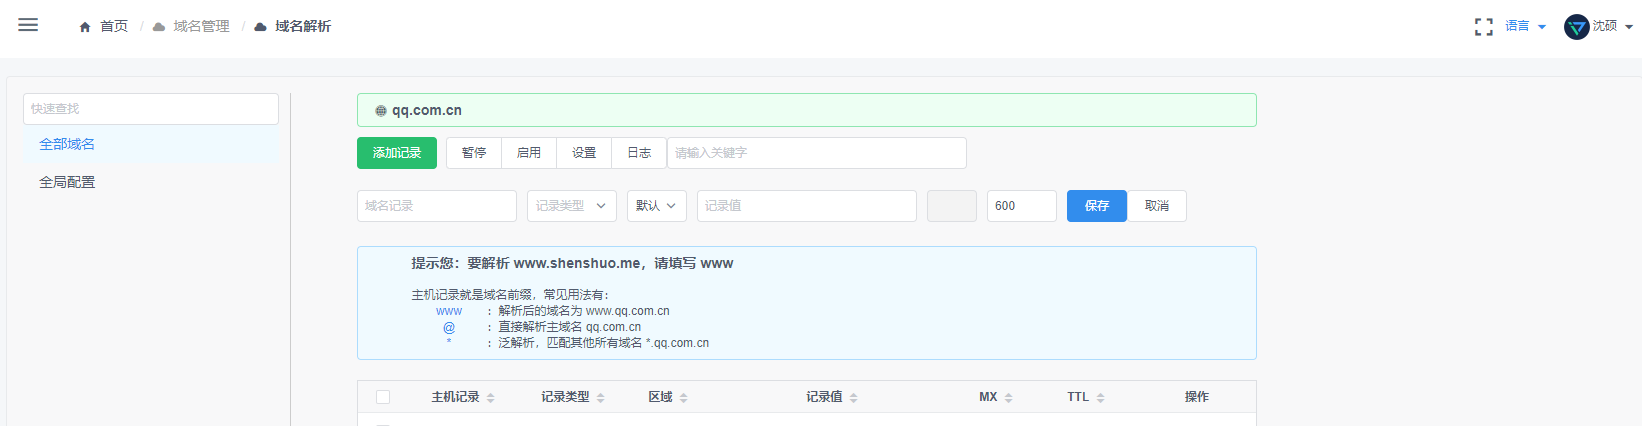 首页 / 域名管理 / 域名解析
语言
沈硕
快速查找
全部域名
全局配置
qq.com.cn
添加记录 暂停 启用 设置 日志 请输入关键字
域名记录 记录类型 默认 记录值 600 保存 取消
提示您：要解析 www.shenshuo.me，请填写 www
主机记录就是域名前缀，常见用法有：
www ：解析后的域名为 www.qq.com.cn
@ ：直接解析主域名 qq.com.cn
* ：泛解析，匹配其他所有域名 *.qq.com.cn
主机记录 记录类型 区域 记录值 MX TTL 操作